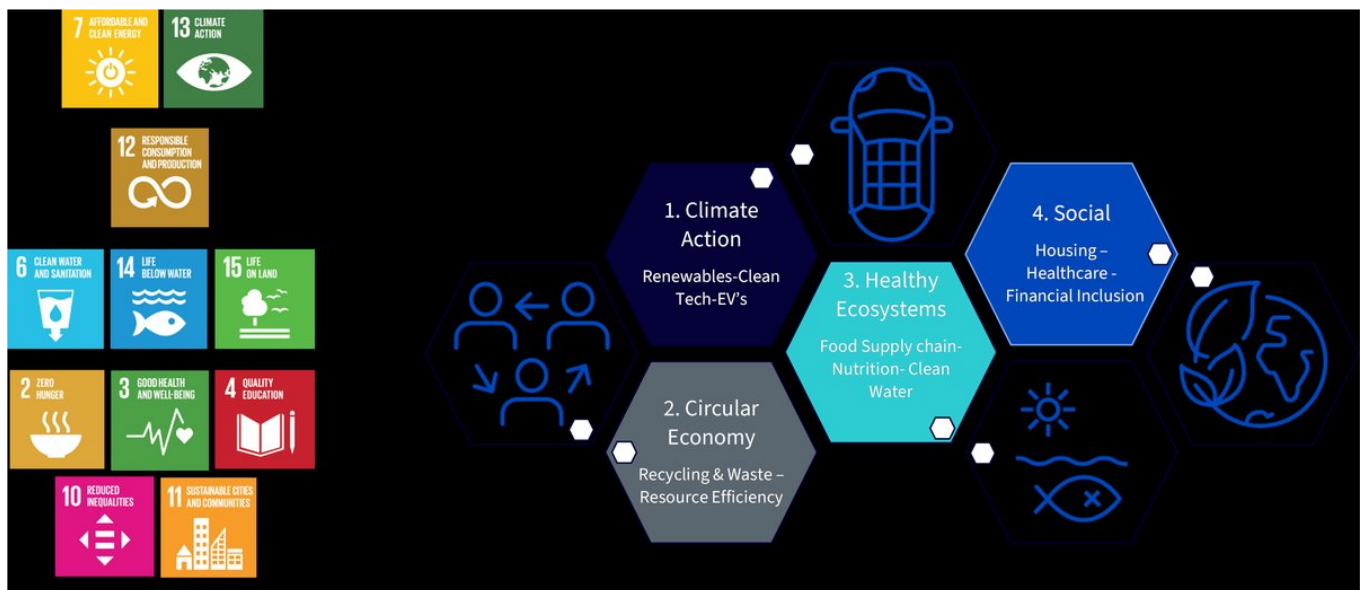 7 AFFORDABLE AND
CLEAN ENERGY
13 CLIMATE
ACTION
12 RESPONSIBLE
CONSUMPTION
AND PRODUCTION
6 CLEAN WATER
AND SANITATION
14 LIFE
BELOW WATER
15 LIFE
ON LAND
2 ZERO
HUNGER
3 GOOD HEALTH
AND WELL-BEING
4 QUALITY
EDUCATION
10 REDUCED
INEQUALITIES
11 SUSTAINABLE CITIES
AND COMMUNITIES
1. Climate
Action
Renewables-Clean
Tech-EV's
2. Circular
Economy
Recycling & Waste –
Resource Efficiency
3. Healthy
Ecosystems
Food Supply chain-
Nutrition- Clean
Water
4. Social
Housing –
Healthcare -
Financial Inclusion